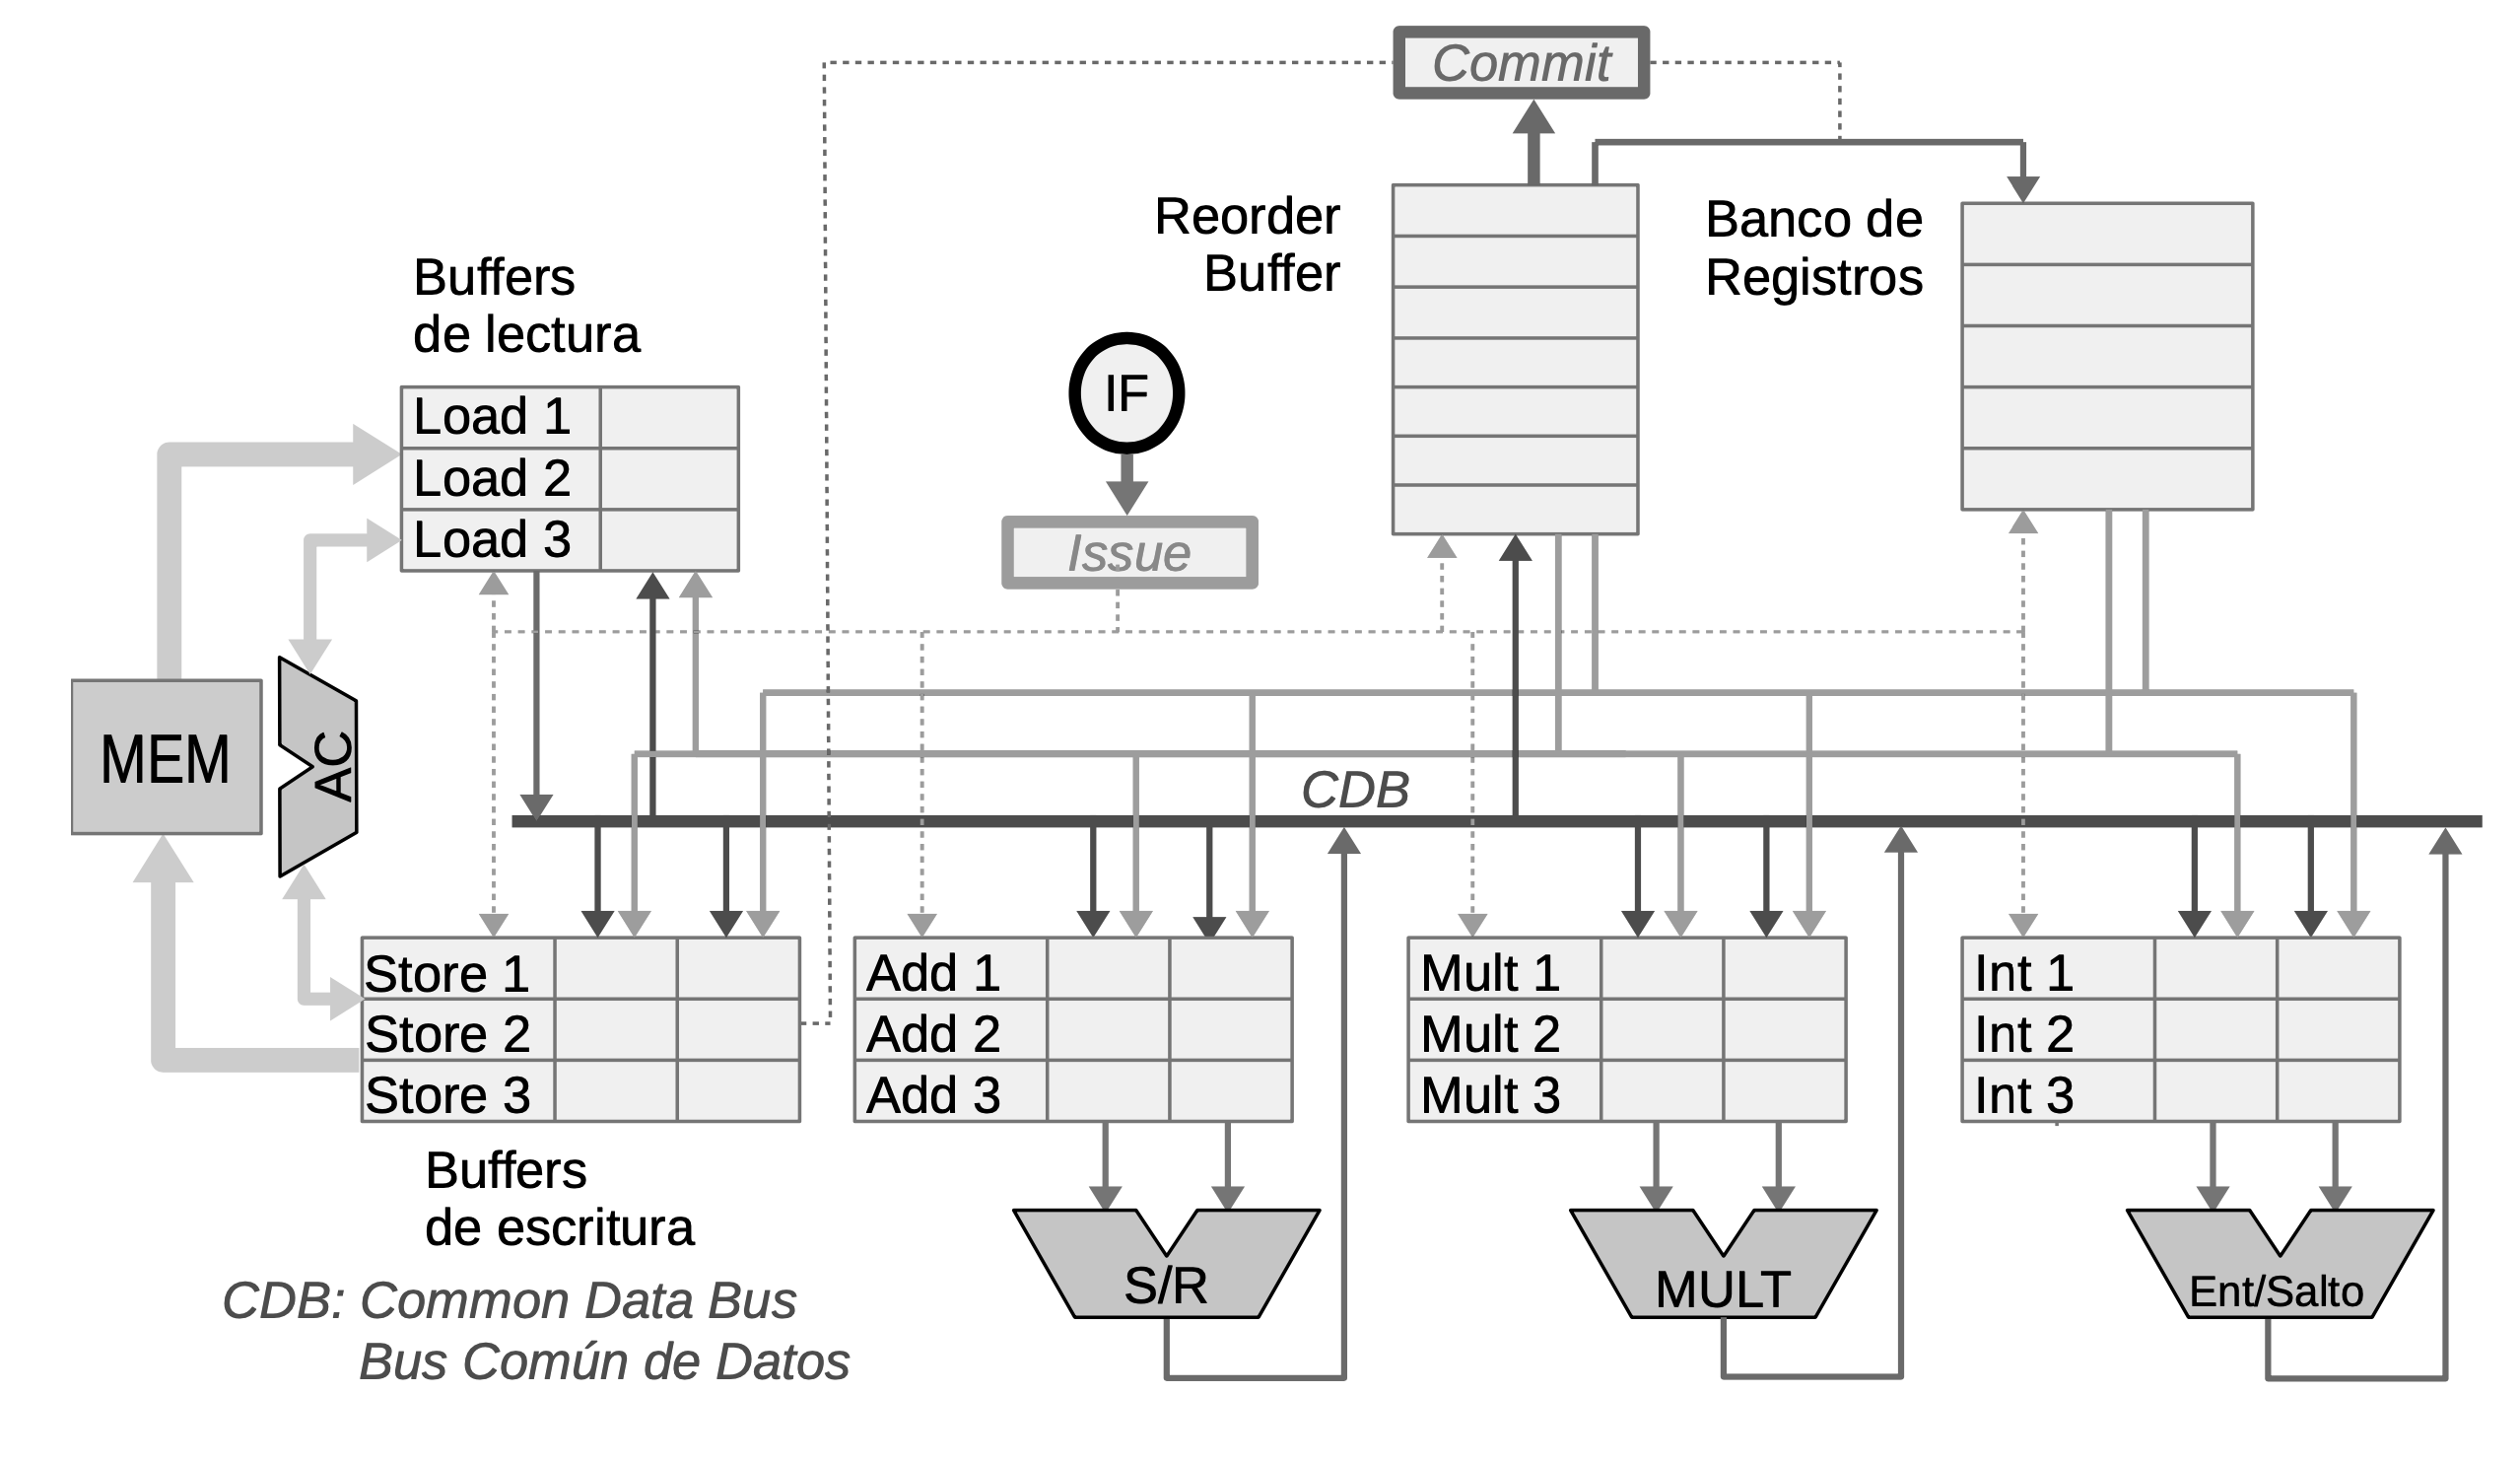 Commit
Reorder
Buffer
Banco de
Registros
Buffers
de lectura
IF
Load 1
Load 2
Load 3
Issue
MEM
AC
CDB
Store 1
Store 2
Store 3
Add 1
Add 2
Add 3
Mult 1
Mult 2
Mult 3
Int 1
Int 2
Int 3
Buffers
de escritura
S/R
MULT
Ent/Salto
CDB: Common Data Bus
Bus Común de Datos